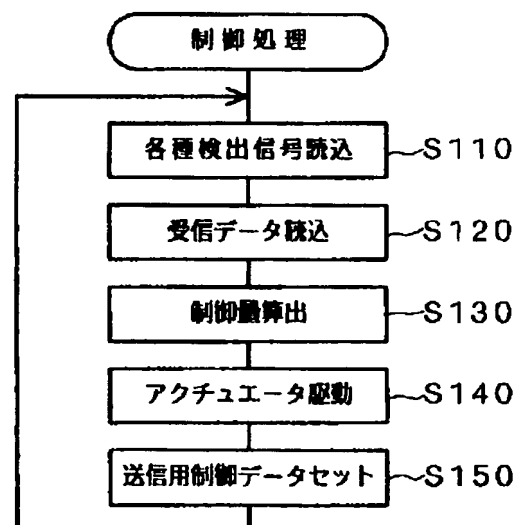 制御処理
各種検出信号読込 S110
受信データ読込 S120
制御量算出 S130
アクチュエータ駆動 S140
送信用制御データセット S150